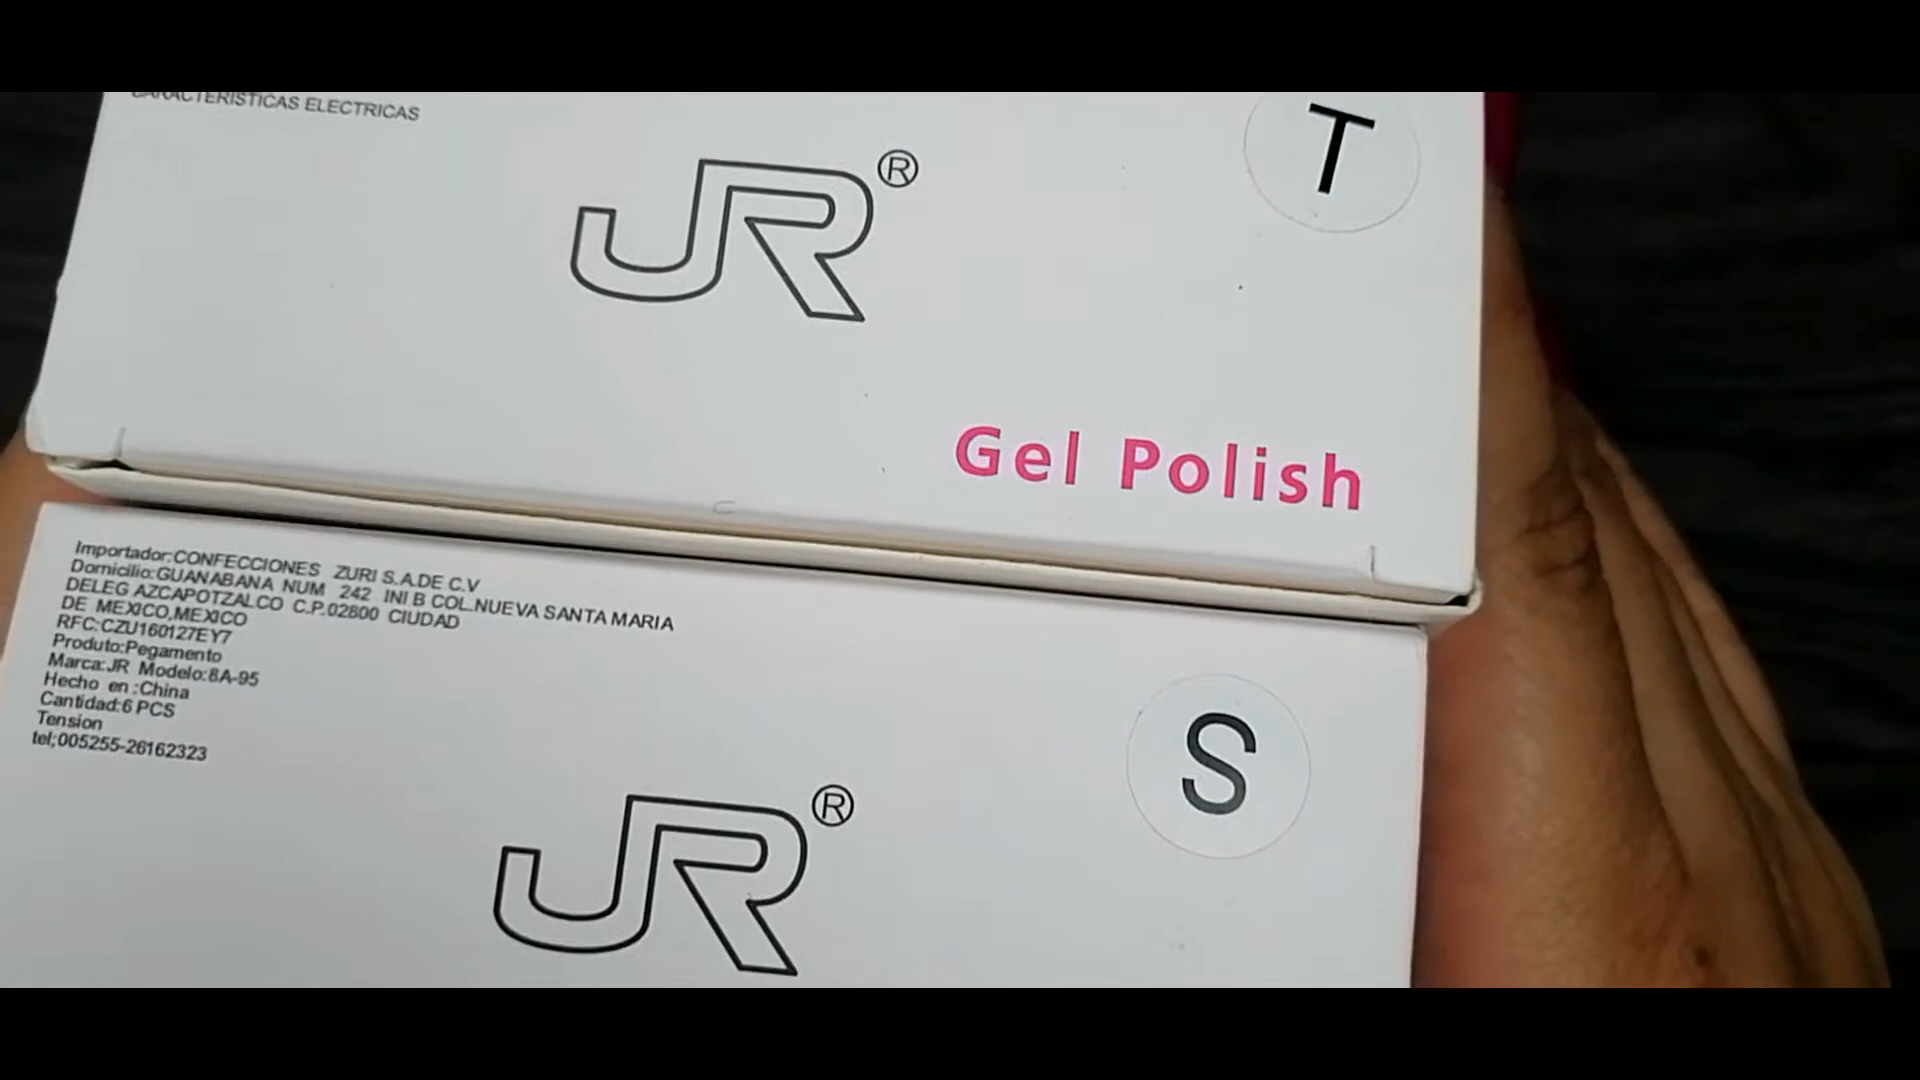 CARACTERISTICAS ELECTRICAS
T
JR®
Gel Polish
Importador:CONFECCIONES ZURI S.A.DE C.V
Domicilio:GUANABANA NUM 242 INI B COL.NUEVA SANTA MARIA
DELEG AZCAPOTZALCO C.P.02800 CIUDAD
DE MEXICO,MEXICO
RFC:CZU160127EY7
Produto:Pegamento
Marca:JR Modelo:8A-95
Hecho en :China
Cantidad:6 PCS
Tension
tel;005255-26162323
S
JR®